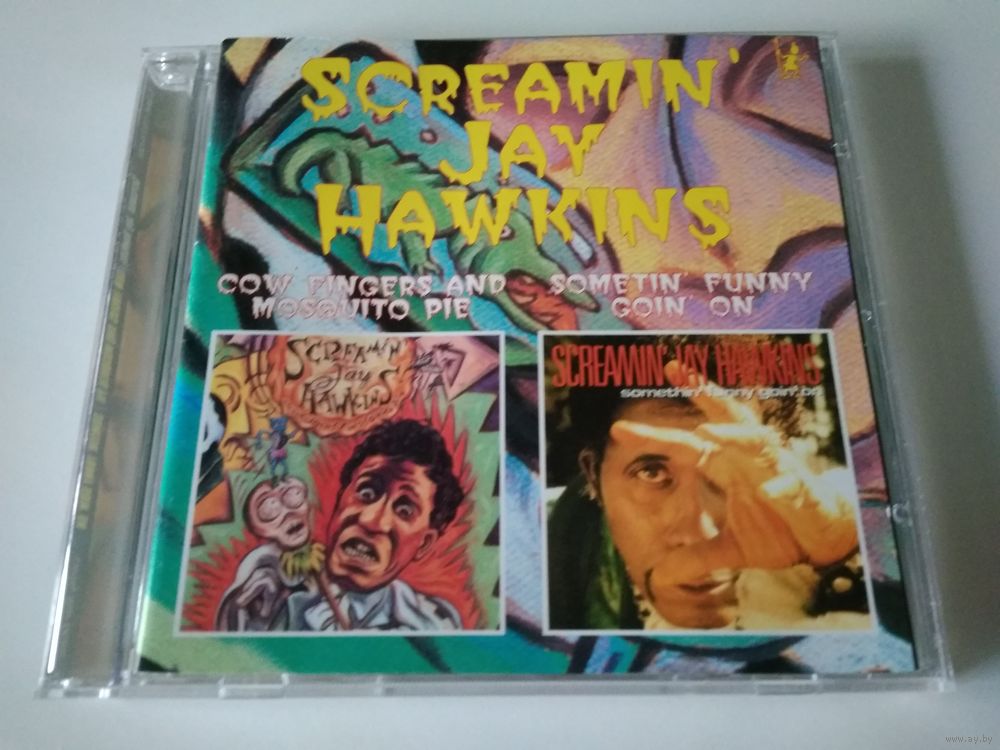 SCREAMIN'
JAY
HAWKINS
COW FINGERS AND
MOSQUITO PIE
SOMETIN' FUNNY
GOIN' ON
SCREAMIN'
Jay
HAWKINS
SCREAMIN' JAY HAWKINS
somethin' funny goin' on
www.ay.by